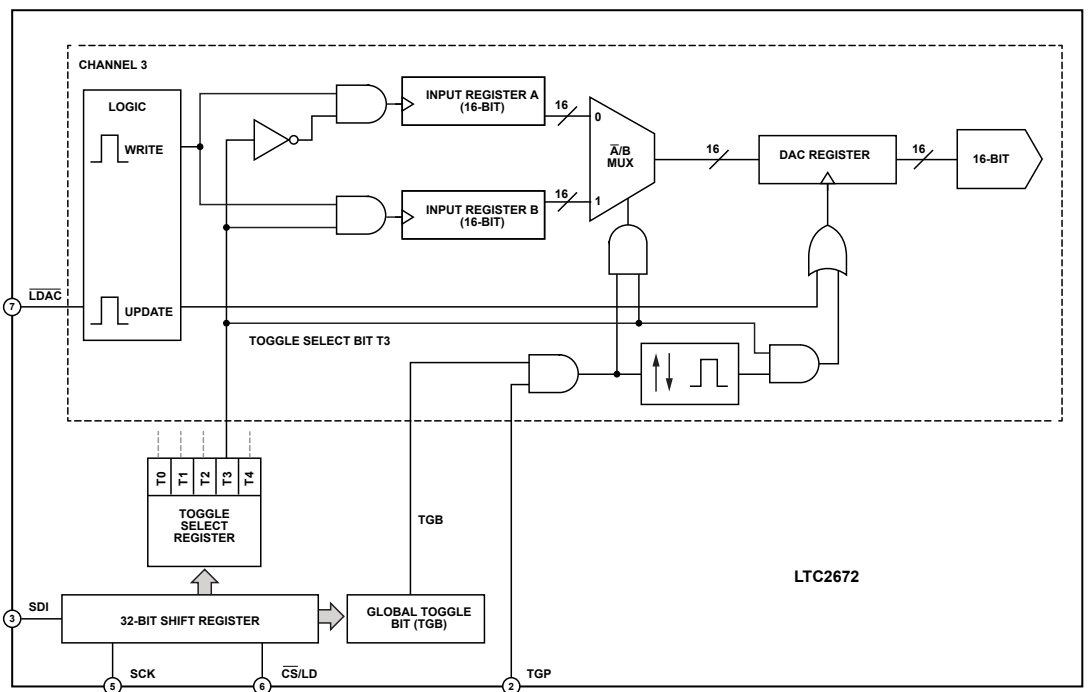 CHANNEL 3
LOGIC
WRITE
UPDATE
INPUT REGISTER A
(16-BIT)
16
0
A̅/B
MUX
16
DAC REGISTER
16
16-BIT
INPUT REGISTER B
(16-BIT)
16
1
7
L̅D̅A̅C̅
TOGGLE SELECT BIT T3
T0
T1
T2
T3
T4
TOGGLE
SELECT
REGISTER
TGB
LTC2672
3
SDI
32-BIT SHIFT REGISTER
GLOBAL TOGGLE
BIT (TGB)
SCK
5
C̅S̅/LD
6
TGP
2